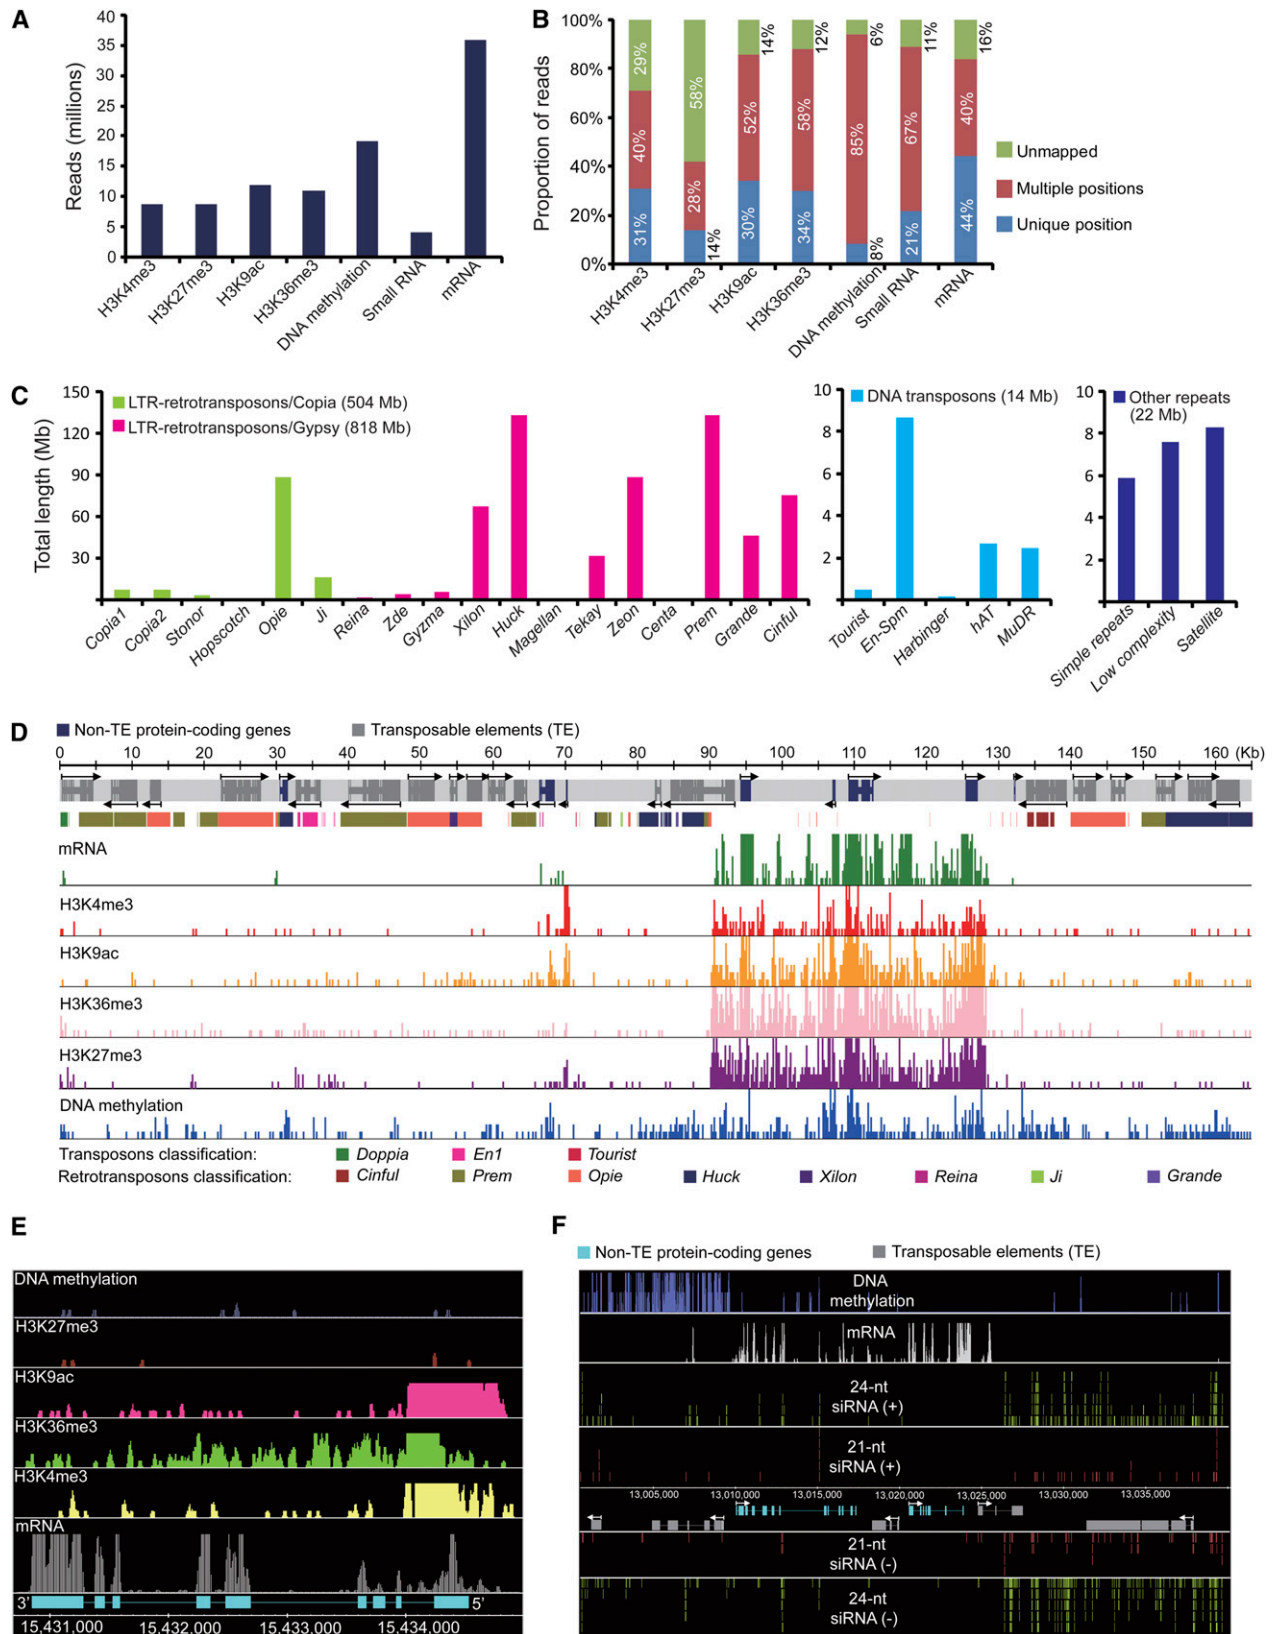 A
Reads (millions)
40
35
30
25
20
15
10
5
0
H3K4me3
H3K27me3
H3K9ac
H3K36me3
DNA methylation
Small RNA
mRNA
B
Proportion of reads
100%
80%
60%
40%
20%
0%
29%
40%
31%
58%
28%
14%
14%
52%
30%
12%
58%
34%
6%
85%
8%
11%
67%
21%
16%
40%
44%
H3K4me3
H3K27me3
H3K9ac
H3K36me3
DNA methylation
Small RNA
mRNA
Unmapped
Multiple positions
Unique position
C
Total length (Mb)
150
120
90
60
30
LTR-retrotransposons/Copia (504 Mb)
LTR-retrotransposons/Gypsy (818 Mb)
Copia1
Copia2
Stonor
Hopscotch
Opie
Ji
Reina
Zde
Gyzma
Xilon
Huck
Magellan
Tekay
Zeon
Centa
Prem
Grande
Cinful
10
8
6
4
2
DNA transposons (14 Mb)
Tourist
En-Spm
Harbinger
hAT
MuDR
10
8
6
4
2
Other repeats
(22 Mb)
Simple repeats
Low complexity
Satellite
D
Non-TE protein-coding genes
Transposable elements (TE)
0 10 20 30 40 50 60 70 80 90 100 110 120 130 140 150 160 (Kb)
mRNA
H3K4me3
H3K9ac
H3K36me3
H3K27me3
DNA methylation
Transposons classification: Doppia En1 Tourist
Retrotransposons classification: Cinful Prem Opie Huck Xilon Reina Ji Grande
E
DNA methylation
H3K27me3
H3K9ac
H3K36me3
H3K4me3
mRNA
3' 5'
15,431,000 15,432,000 15,433,000 15,434,000
F
Non-TE protein-coding genes
Transposable elements (TE)
DNA
methylation
mRNA
24-nt
siRNA (+)
21-nt
siRNA (+)
13,005,000 13,010,000 13,015,000 13,020,000 13,025,000 13,030,000 13,035,000
21-nt
siRNA (-)
24-nt
siRNA (-)